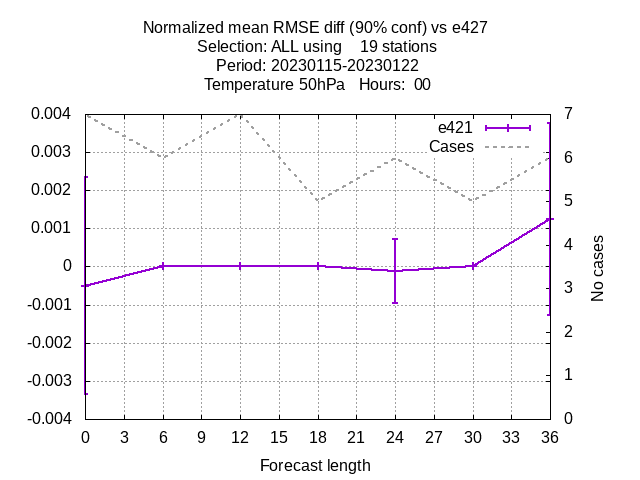 Normalized mean RMSE diff (90% conf) vs e427
Selection: ALL using    19 stations
Period: 20230115-20230122
Temperature 50hPa   Hours:  00
0.004
0.003
0.002
0.001
0
-0.001
-0.002
-0.003
-0.004
7
6
5
4
3
2
1
0
e421
Cases
No cases
0 3 6 9 12 15 18 21 24 27 30 33 36
Forecast length